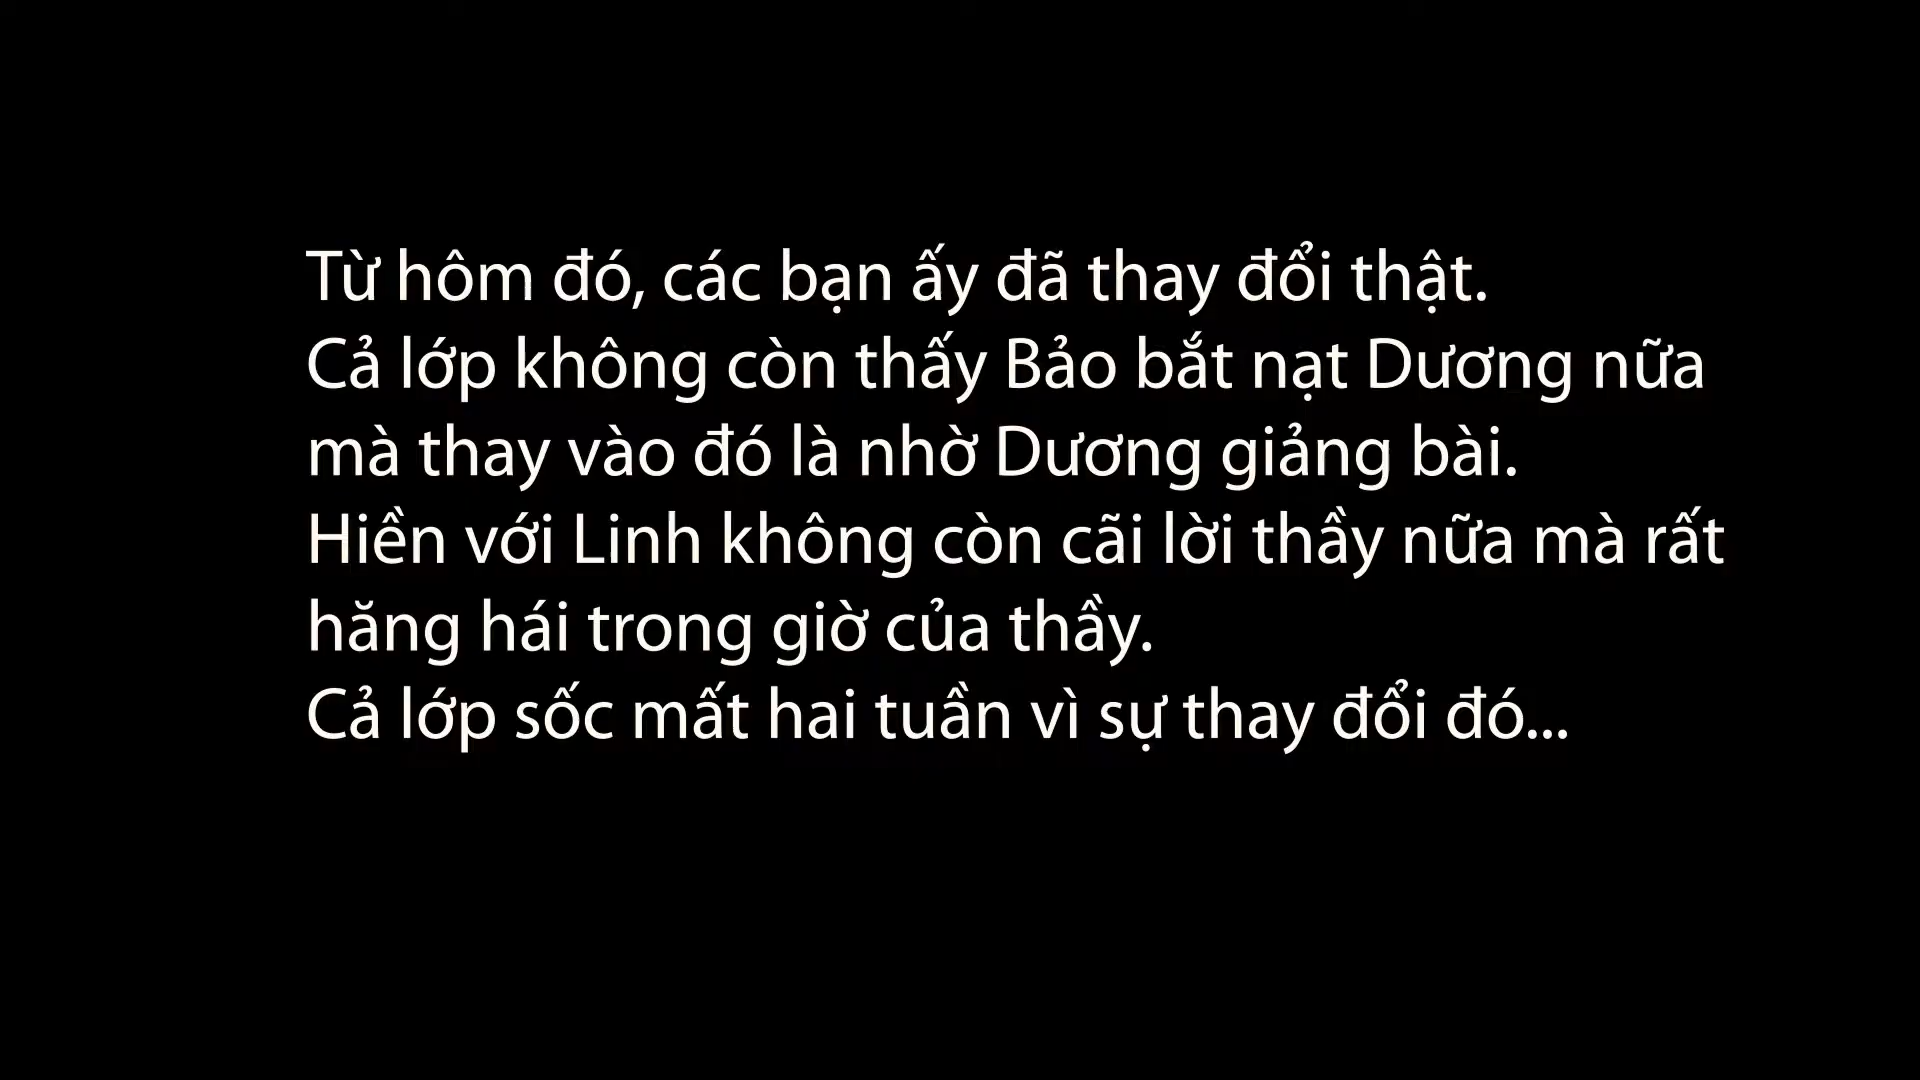 Từ hôm đó, các bạn ấy đã thay đổi thật.
Cả lớp không còn thấy Bảo bắt nạt Dương nữa
mà thay vào đó là nhờ Dương giảng bài.
Hiền với Linh không còn cãi lời thầy nữa mà rất
hăng hái trong giờ của thầy.
Cả lớp sốc mất hai tuần vì sự thay đổi đó...